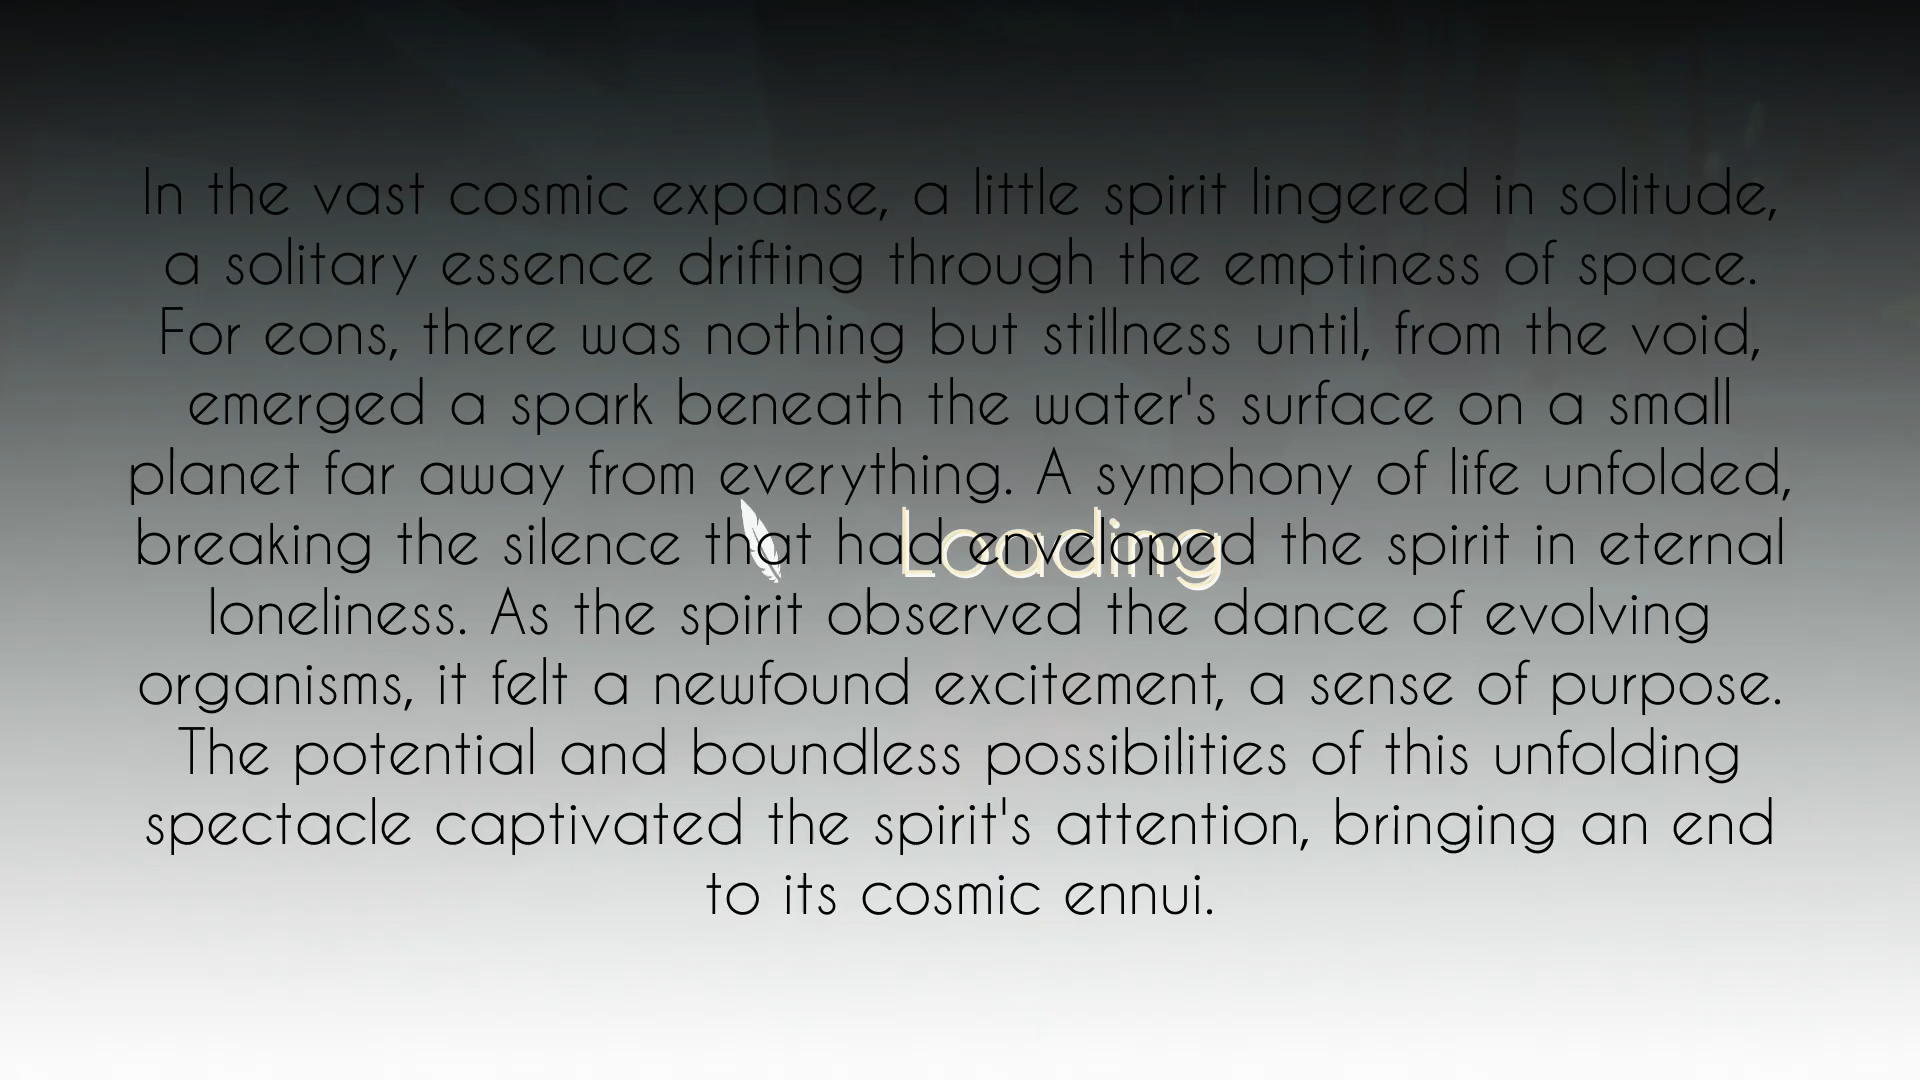 In the vast cosmic expanse, a little spirit lingered in solitude,
a solitary essence drifting through the emptiness of space.
For eons, there was nothing but stillness until, from the void,
emerged a spark beneath the water's surface on a small
planet far away from everything. A symphony of life unfolded,
breaking the silence that had enveloped the spirit in eternal
Loading
loneliness. As the spirit observed the dance of evolving
organisms, it felt a newfound excitement, a sense of purpose.
The potential and boundless possibilities of this unfolding
spectacle captivated the spirit's attention, bringing an end
to its cosmic ennui.